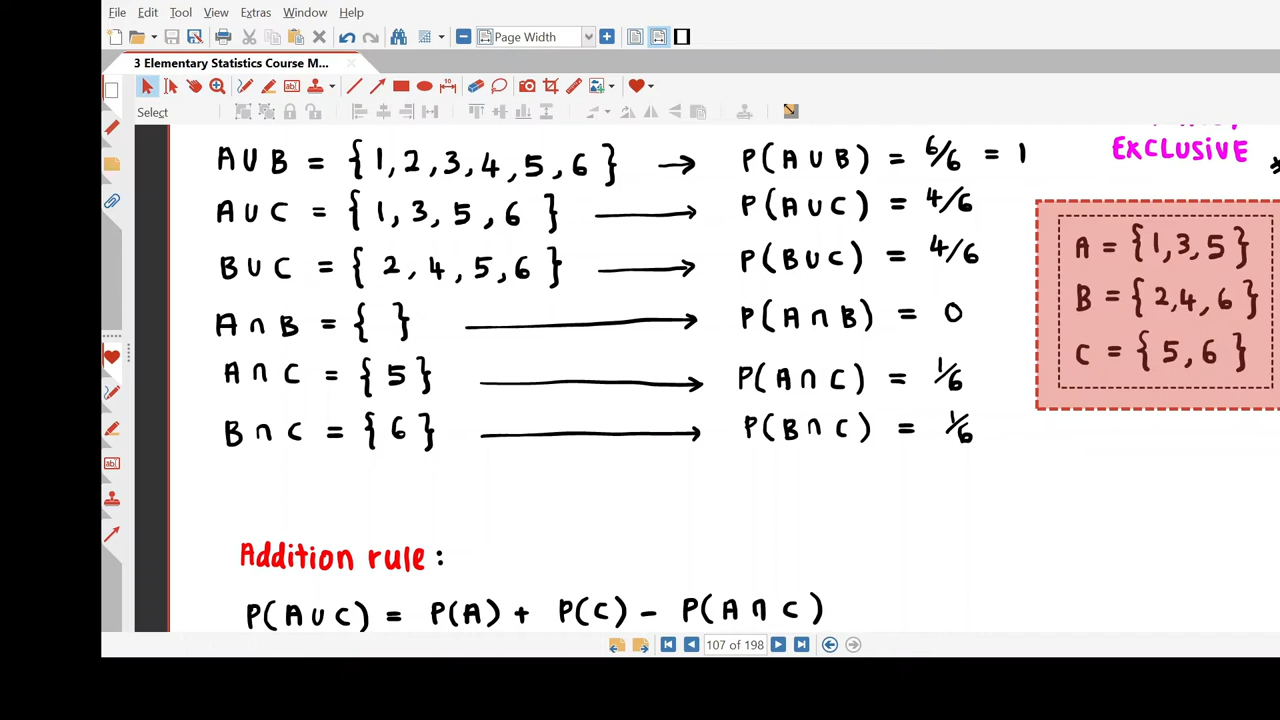 File Edit Tool View Extras Window Help
Page Width
3 Elementary Statistics Course M...
Select
EXCLUSIVE
A ∪ B = { 1, 2, 3, 4, 5, 6 } → P(A ∪ B) = 6/6 = 1
A ∪ C = { 1, 3, 5, 6 } → P(A ∪ C) = 4/6
B ∪ C = { 2, 4, 5, 6 } → P(B ∪ C) = 4/6
A ∩ B = { } → P(A ∩ B) = 0
A ∩ C = { 5 } → P(A ∩ C) = 1/6
B ∩ C = { 6 } → P(B ∩ C) = 1/6
A = { 1, 3, 5 }
B = { 2, 4, 6 }
C = { 5, 6 }
Addition rule :
P(A ∪ C) = P(A) + P(C) - P(A ∩ C)
107 of 198